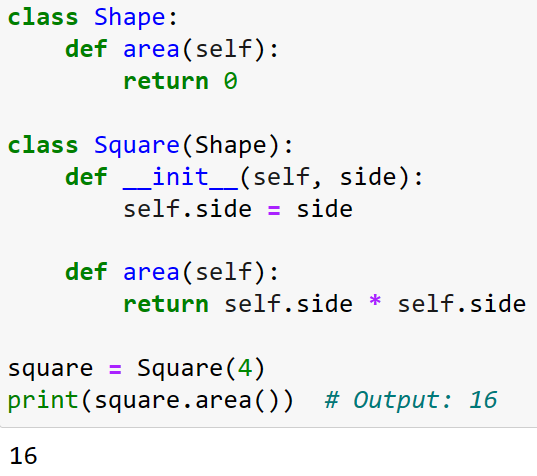 class Shape:
    def area(self):
        return 0

class Square(Shape):
    def __init__(self, side):
        self.side = side

    def area(self):
        return self.side * self.side

square = Square(4)
print(square.area())  # Output: 16
16